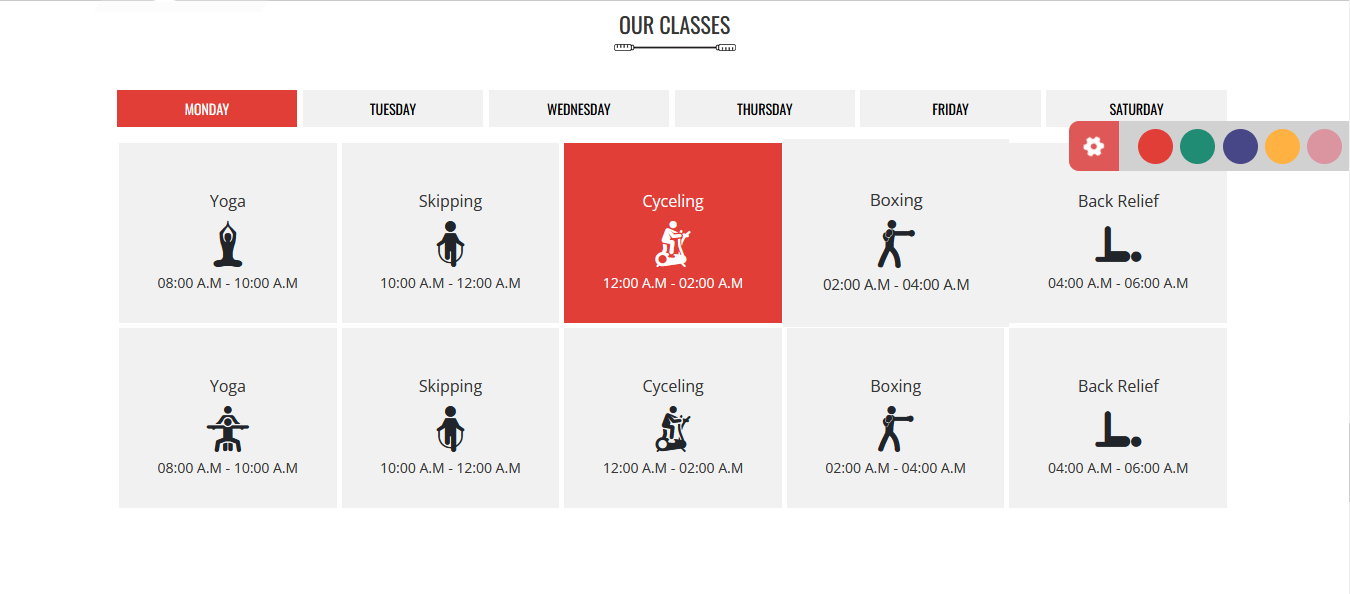 OUR CLASSES
MONDAY TUESDAY WEDNESDAY THURSDAY FRIDAY SATURDAY
Yoga Skipping Cyceling Boxing Back Relief
08:00 A.M - 10:00 A.M 10:00 A.M - 12:00 A.M 12:00 A.M - 02:00 A.M 02:00 A.M - 04:00 A.M 04:00 A.M - 06:00 A.M
Yoga Skipping Cyceling Boxing Back Relief
08:00 A.M - 10:00 A.M 10:00 A.M - 12:00 A.M 12:00 A.M - 02:00 A.M 02:00 A.M - 04:00 A.M 04:00 A.M - 06:00 A.M